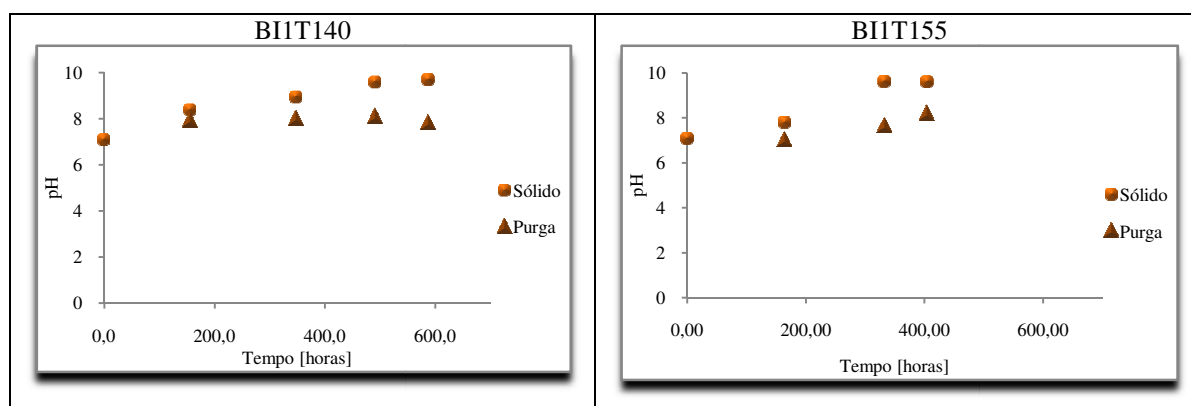 BI1T140
10
8
6
4
2
0
pH
0,0
200,0
400,0
600,0
Tempo [horas]
Sólido
Purga
BI1T155
10
8
6
4
2
0
pH
0,00
200,00
400,00
600,00
Tempo [horas]
Sólido
Purga